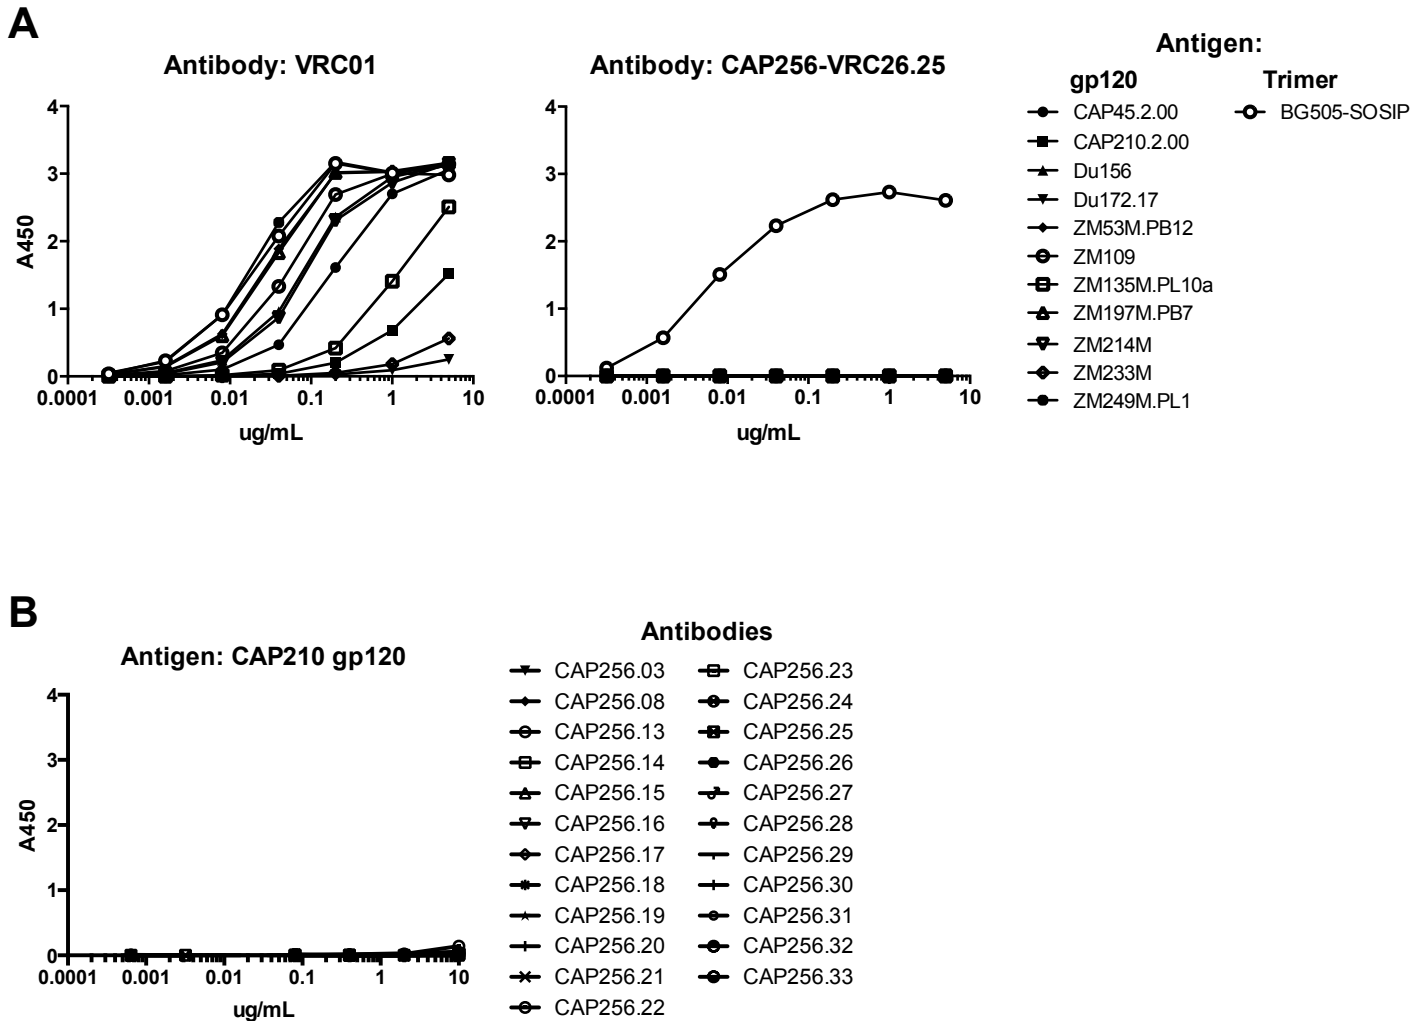 A
Antibody: VRC01
A450
4
3
2
1
0
0.0001 0.001 0.01 0.1 1 10
ug/mL
Antibody: CAP256-VRC26.25
4
3
2
1
0
0.0001 0.001 0.01 0.1 1 10
ug/mL
Antigen:
gp120
CAP45.2.00
CAP210.2.00
Du156
Du172.17
ZM53M.PB12
ZM109
ZM135M.PL10a
ZM197M.PB7
ZM214M
ZM233M
ZM249M.PL1
Trimer
BG505-SOSIP
B
Antigen: CAP210 gp120
A450
4
3
2
1
0
0.0001 0.001 0.01 0.1 1 10
ug/mL
Antibodies
CAP256.03
CAP256.08
CAP256.13
CAP256.14
CAP256.15
CAP256.16
CAP256.17
CAP256.18
CAP256.19
CAP256.20
CAP256.21
CAP256.22
CAP256.23
CAP256.24
CAP256.25
CAP256.26
CAP256.27
CAP256.28
CAP256.29
CAP256.30
CAP256.31
CAP256.32
CAP256.33